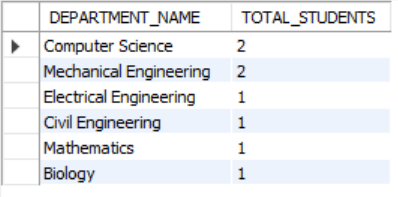 DEPARTMENT_NAME TOTAL_STUDENTS
Computer Science 2
Mechanical Engineering 2
Electrical Engineering 1
Civil Engineering 1
Mathematics 1
Biology 1